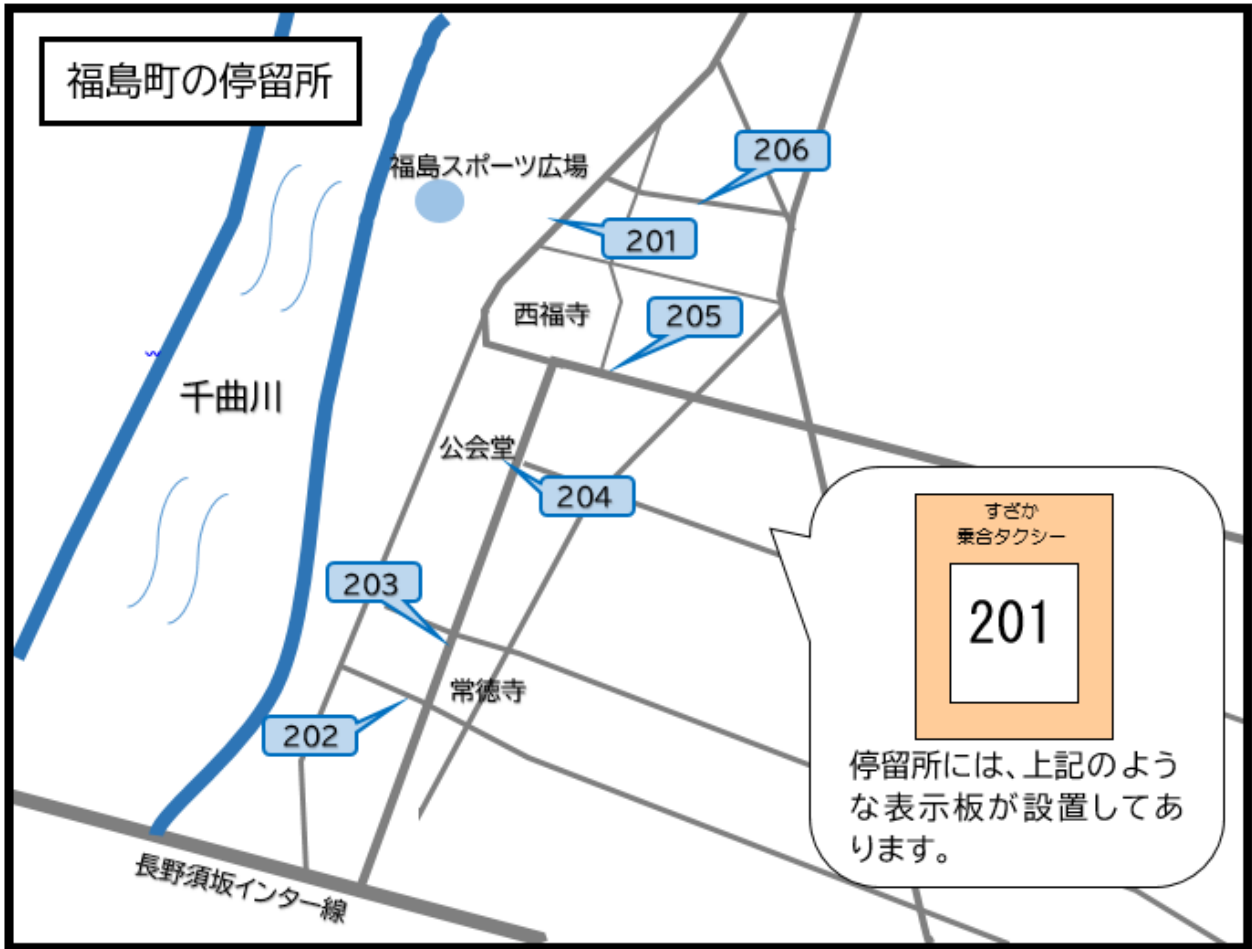 福島町の停留所
206
福島スポーツ広場
201
西福寺
205
千曲川
公会堂
204
203
常徳寺
202
長野須坂インター線
すざか
乗合タクシー
201
停留所には、上記のよう
な表示板が設置してあ
ります。